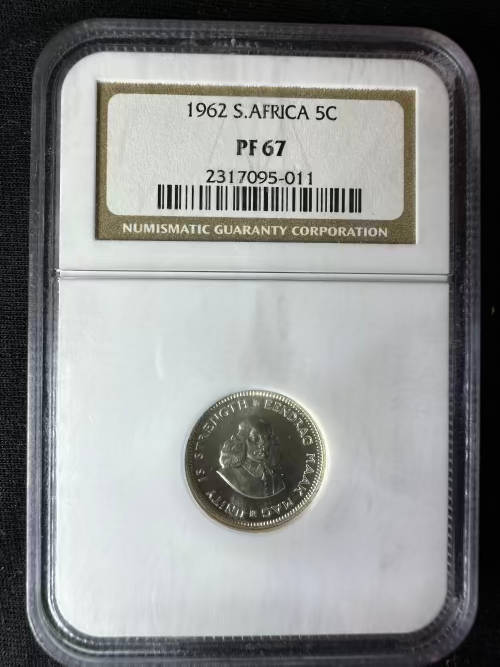 1962 S.AFRICA 5C
PF 67
2317095-011
NUMISMATIC GUARANTY CORPORATION
UNITY IS STRENGTH EENDRAG MAAK MAG